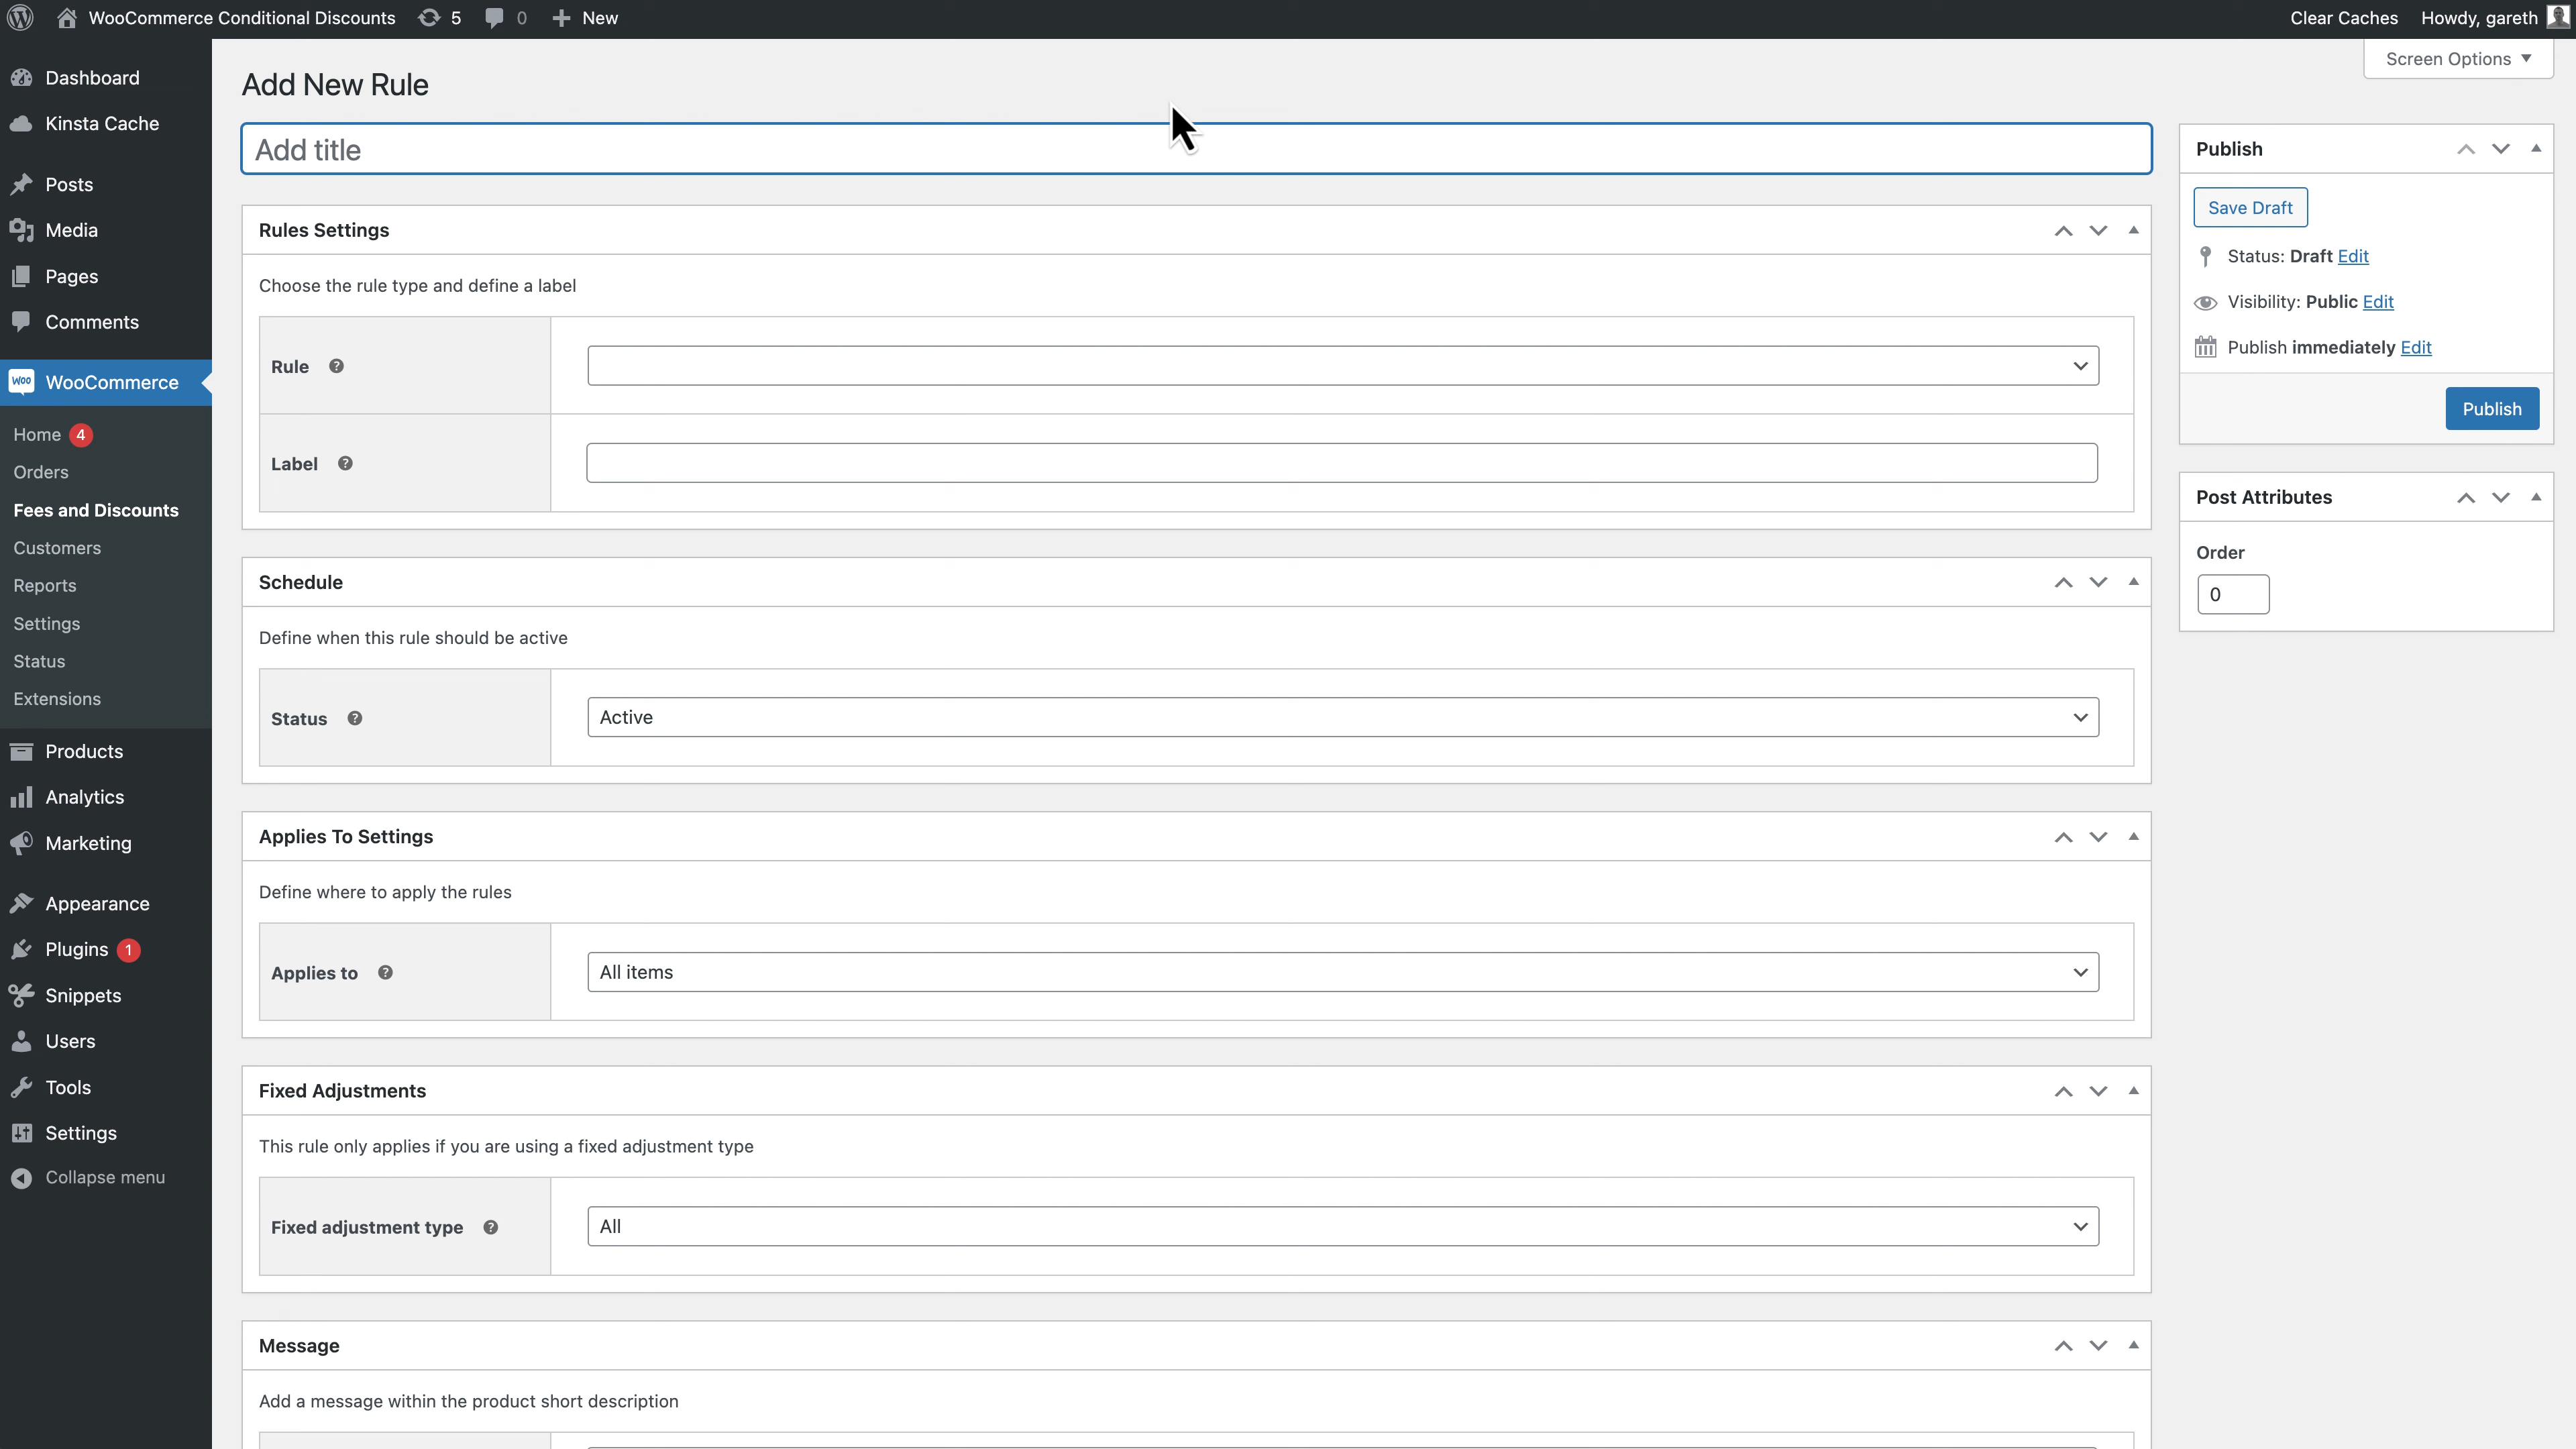 WooCommerce Conditional Discounts 5 0 New Clear Caches Howdy, gareth
Screen Options
Dashboard
Kinsta Cache
Posts
Media
Pages
Comments
WOO WooCommerce
Home 4
Orders
Fees and Discounts
Customers
Reports
Settings
Status
Extensions
Products
Analytics
Marketing
Appearance
Plugins 1
Snippets
Users
Tools
Settings
Collapse menu
Add New Rule
Add title
Rules Settings
Choose the rule type and define a label
Rule ?
Label ?
Schedule
Define when this rule should be active
Status ? Active
Applies To Settings
Define where to apply the rules
Applies to ? All items
Fixed Adjustments
This rule only applies if you are using a fixed adjustment type
Fixed adjustment type ? All
Message
Add a message within the product short description
Publish
Save Draft
Status: Draft Edit
Visibility: Public Edit
Publish immediately Edit
Publish
Post Attributes
Order
0